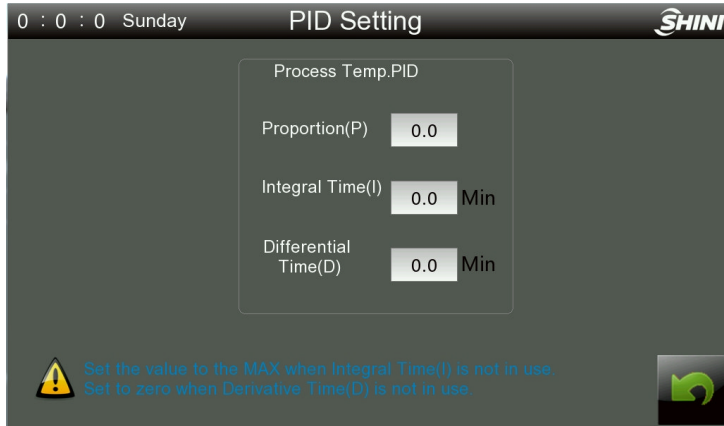 0 : 0 : 0 Sunday PID Setting SHINI
Process Temp.PID
Proportion(P) 0.0
Integral Time(I) 0.0 Min
Differential
Time(D) 0.0 Min
Set the value to the MAX when Integral Time(I) is not in use.
Set to zero when Derivative Time(D) is not in use.